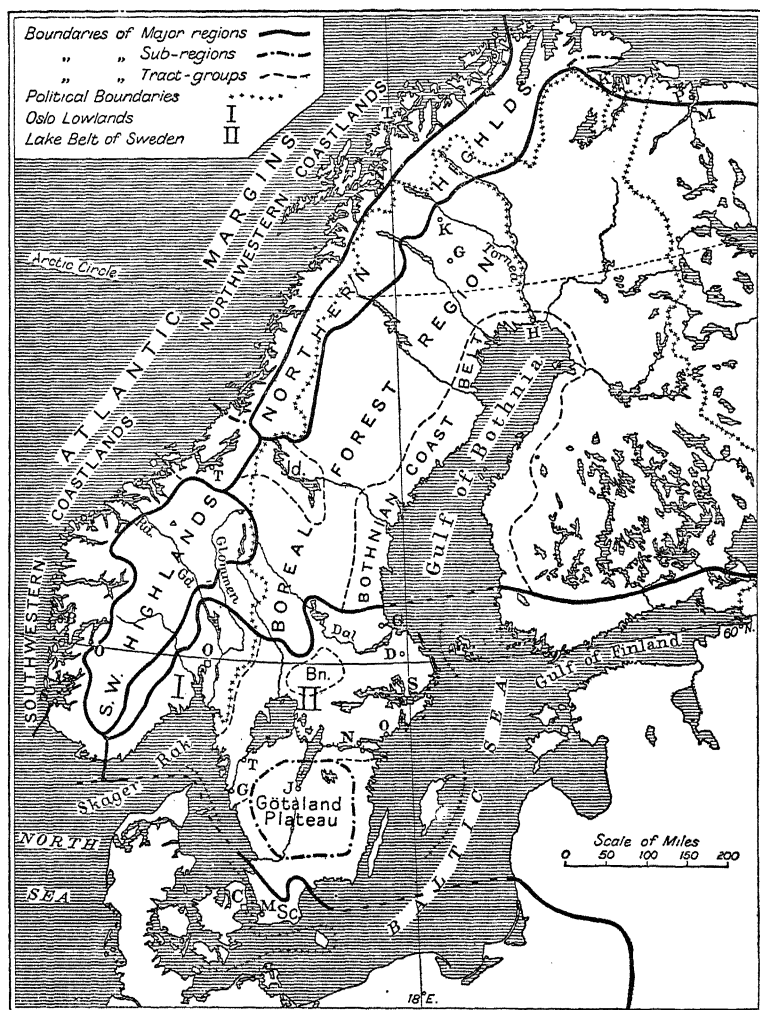 Boundaries of Major regions
„ „ Sub-regions
„ „ Tract-groups
Political Boundaries
Oslo Lowlands I
Lake Belt of Sweden II
ATLANTIC MARGINS
NORTHWESTERN COASTLANDS
SOUTHWESTERN COASTLANDS
Arctic Circle
NORTHERN HIGHLDS
S.W. HIGHLANDS
BOREAL FOREST REGION
BOTHNIAN COAST BELT
Gulf of Bothnia
T
K
P
M
K
G
Torne
H
T
Jd.
Ra.
Gd.
Glommen
Dal
G
O
O
D
Bn.
S
I
II
O
N
T
G
J
Götaland
Plateau
C
M
Sc
60°N.
Gulf of Finland
BALTIC SEA
Skager Rak
NORTH
SEA
Scale of Miles
0 50 100 150 200
18°E.